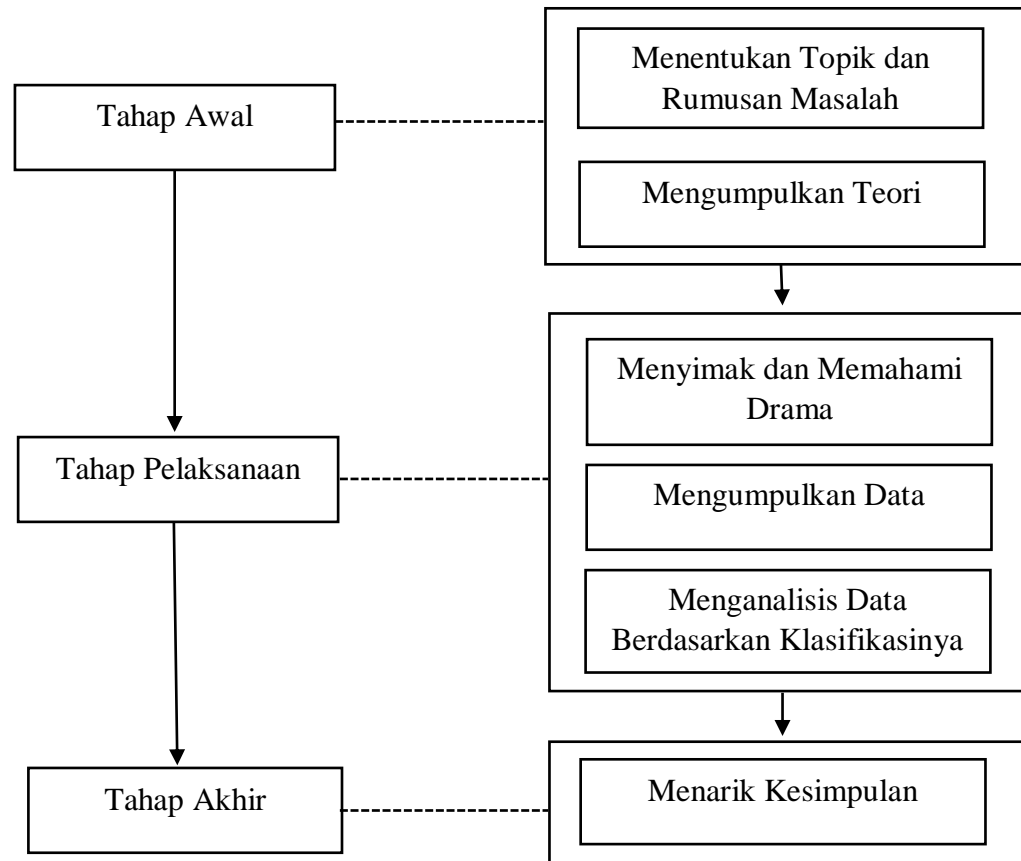 Tahap Awal
Menentukan Topik dan
Rumusan Masalah
Mengumpulkan Teori
Tahap Pelaksanaan
Menyimak dan Memahami
Drama
Mengumpulkan Data
Menganalisis Data
Berdasarkan Klasifikasinya
Tahap Akhir
Menarik Kesimpulan